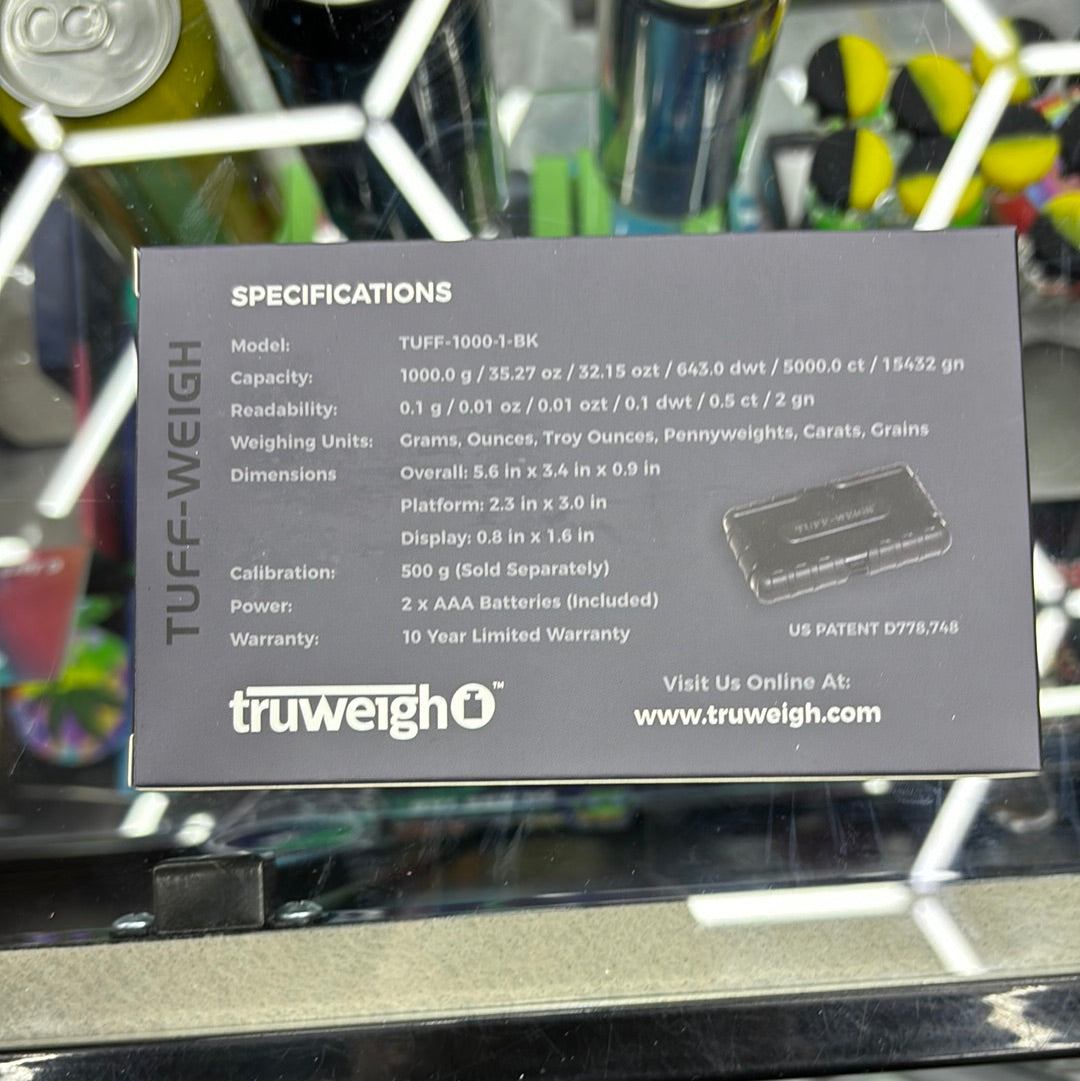 SPECIFICATIONS
Model: TUFF-1000-1-BK
Capacity: 1000.0 g / 35.27 oz / 32.15 ozt / 643.0 dwt / 5000.0 ct / 15432 gn
Readability: 0.1 g / 0.01 oz / 0.01 ozt / 0.1 dwt / 0.5 ct / 2 gn
Weighing Units: Grams, Ounces, Troy Ounces, Pennyweights, Carats, Grains
Dimensions Overall: 5.6 in x 3.4 in x 0.9 in
Platform: 2.3 in x 3.0 in
Display: 0.8 in x 1.6 in
Calibration: 500 g (Sold Separately)
Power: 2 x AAA Batteries (Included)
Warranty: 10 Year Limited Warranty
TUFF-WEIGH
TUFF-WEIGH
US PATENT D778,748
truweigh™
Visit Us Online At:
www.truweigh.com